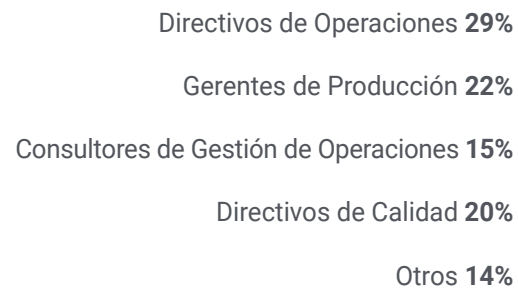 Directivos de Operaciones 29%
Gerentes de Producción 22%
Consultores de Gestión de Operaciones 15%
Directivos de Calidad 20%
Otros 14%